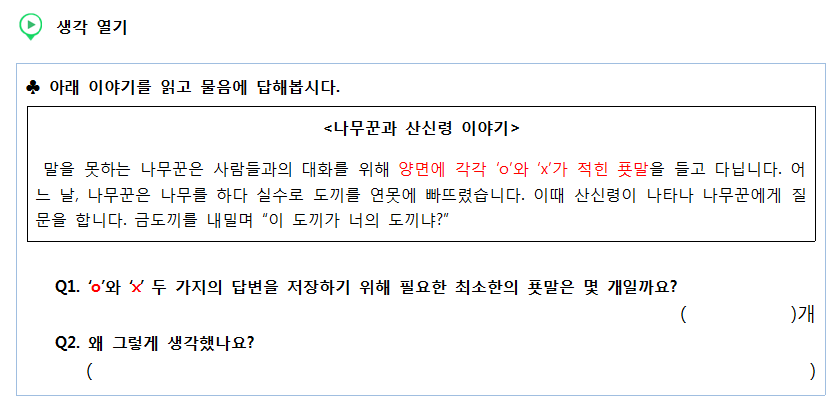 생각 열기
♣ 아래 이야기를 읽고 물음에 답해봅시다.
<나무꾼과 산신령 이야기>
말을 못하는 나무꾼은 사람들과의 대화를 위해 양면에 각각 ‘o’와 ‘x’가 적힌 푯말을 들고 다닙니다. 어
느 날, 나무꾼은 나무를 하다 실수로 도끼를 연못에 빠뜨렸습니다. 이때 산신령이 나타나 나무꾼에게 질
문을 합니다. 금도끼를 내밀며 “이 도끼가 너의 도끼냐?”
Q1. ‘o’와 ‘x’ 두 가지의 답변을 저장하기 위해 필요한 최소한의 푯말은 몇 개일까요?
( )개
Q2. 왜 그렇게 생각했나요?
( )